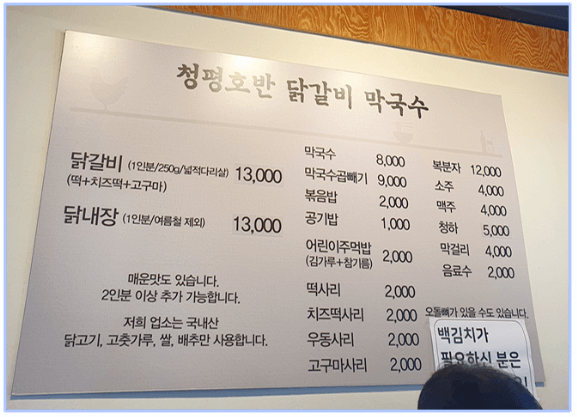 청평호반 닭갈비 막국수
닭갈비 (1인분/250g/넓적다리살) 13,000
(떡+치즈떡+고구마)
닭내장 (1인분/여름철 제외) 13,000
매운맛도 있습니다.
2인분 이상 추가 가능합니다.
저희 업소는 국내산
닭고기, 고춧가루, 쌀, 배추만 사용합니다.
막국수 8,000
막국수곱빼기 9,000
볶음밥 2,000
공기밥 1,000
어린이주먹밥 2,000
(김가루+참기름)
떡사리 2,000
치즈떡사리 2,000
우동사리 2,000
고구마사리 2,000
복분자 12,000
소주 4,000
맥주 4,000
청하 5,000
막걸리 4,000
음료수 2,000
오돌뼈가 있을 수도 있습니다.
백김치가
필요하신 분은